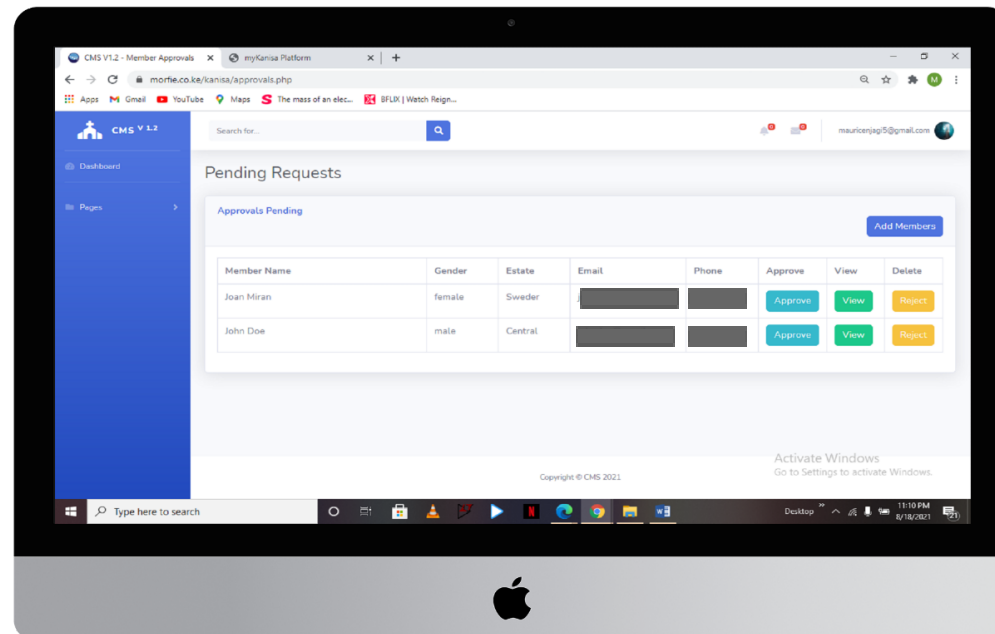 CMS V1.2 - Member Approvals
myKanisa Platform
morfie.co.ke/kanisa/approvals.php
M
Apps
Gmail
YouTube
Maps
The mass of an elec...
BFLIX | Watch Reign...
CMS V 1.2
Search for...
mauricenjagi5@gmail.com
Dashboard
Pending Requests
Pages
Approvals Pending
Add Members
Member Name Gender Estate Email Phone Approve View Delete
Joan Miran female Sweder Approve View Reject
John Doe male Central Approve View Reject
Activate Windows
Go to Settings to activate Windows.
Copyright © CMS 2021
Type here to search
Desktop
11:10 PM
8/18/2021